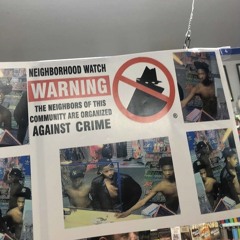 NEIGHBORHOOD WATCH
WARNING
THE NEIGHBORS OF THIS
COMMUNITY ARE ORGANIZED
AGAINST CRIME